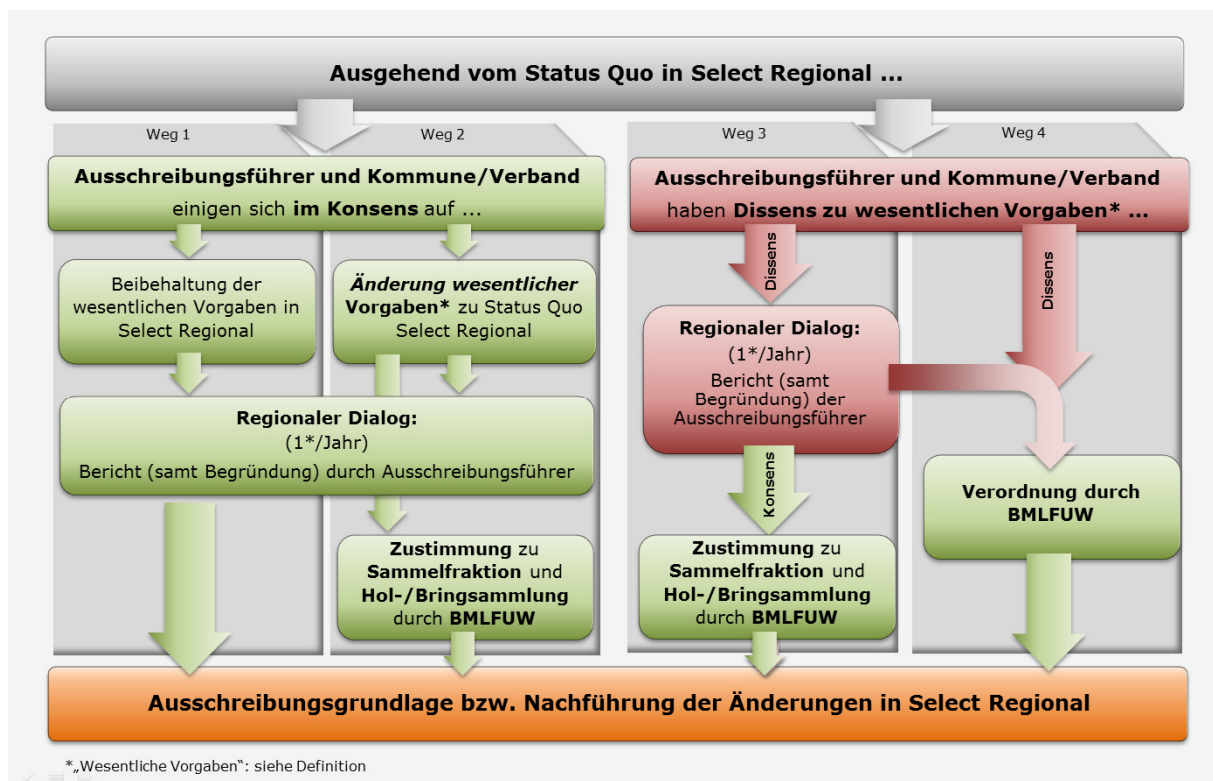 Ausgehend vom Status Quo in Select Regional ...
Weg 1
Weg 2
Ausschreibungsführer und Kommune/Verband
einigen sich im Konsens auf ...
Beibehaltung der
wesentlichen Vorgaben in
Select Regional
Änderung wesentlicher
Vorgaben* zu Status Quo
Select Regional
Regionaler Dialog:
(1*/Jahr)
Bericht (samt Begründung) durch Ausschreibungsführer
Zustimmung zu
Sammelfraktion und
Hol-/Bringsammlung
durch BMLFUW
Weg 3
Weg 4
Ausschreibungsführer und Kommune/Verband
haben Dissens zu wesentlichen Vorgaben* ...
Dissens
Dissens
Regionaler Dialog:
(1*/Jahr)
Bericht (samt
Begründung) der
Ausschreibungsführer
Konsens
Zustimmung zu
Sammelfraktion und
Hol-/Bringsammlung
durch BMLFUW
Verordnung durch
BMLFUW
Ausschreibungsgrundlage bzw. Nachführung der Änderungen in Select Regional
*„Wesentliche Vorgaben“: siehe Definition